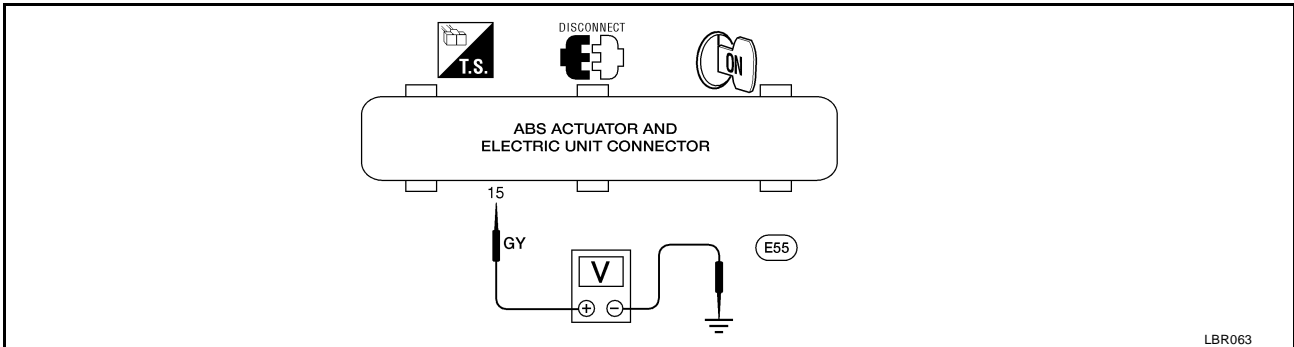 DISCONNECT
T.S.
ON
ABS ACTUATOR AND
ELECTRIC UNIT CONNECTOR
15
GY
E55
V
+ −
LBR063